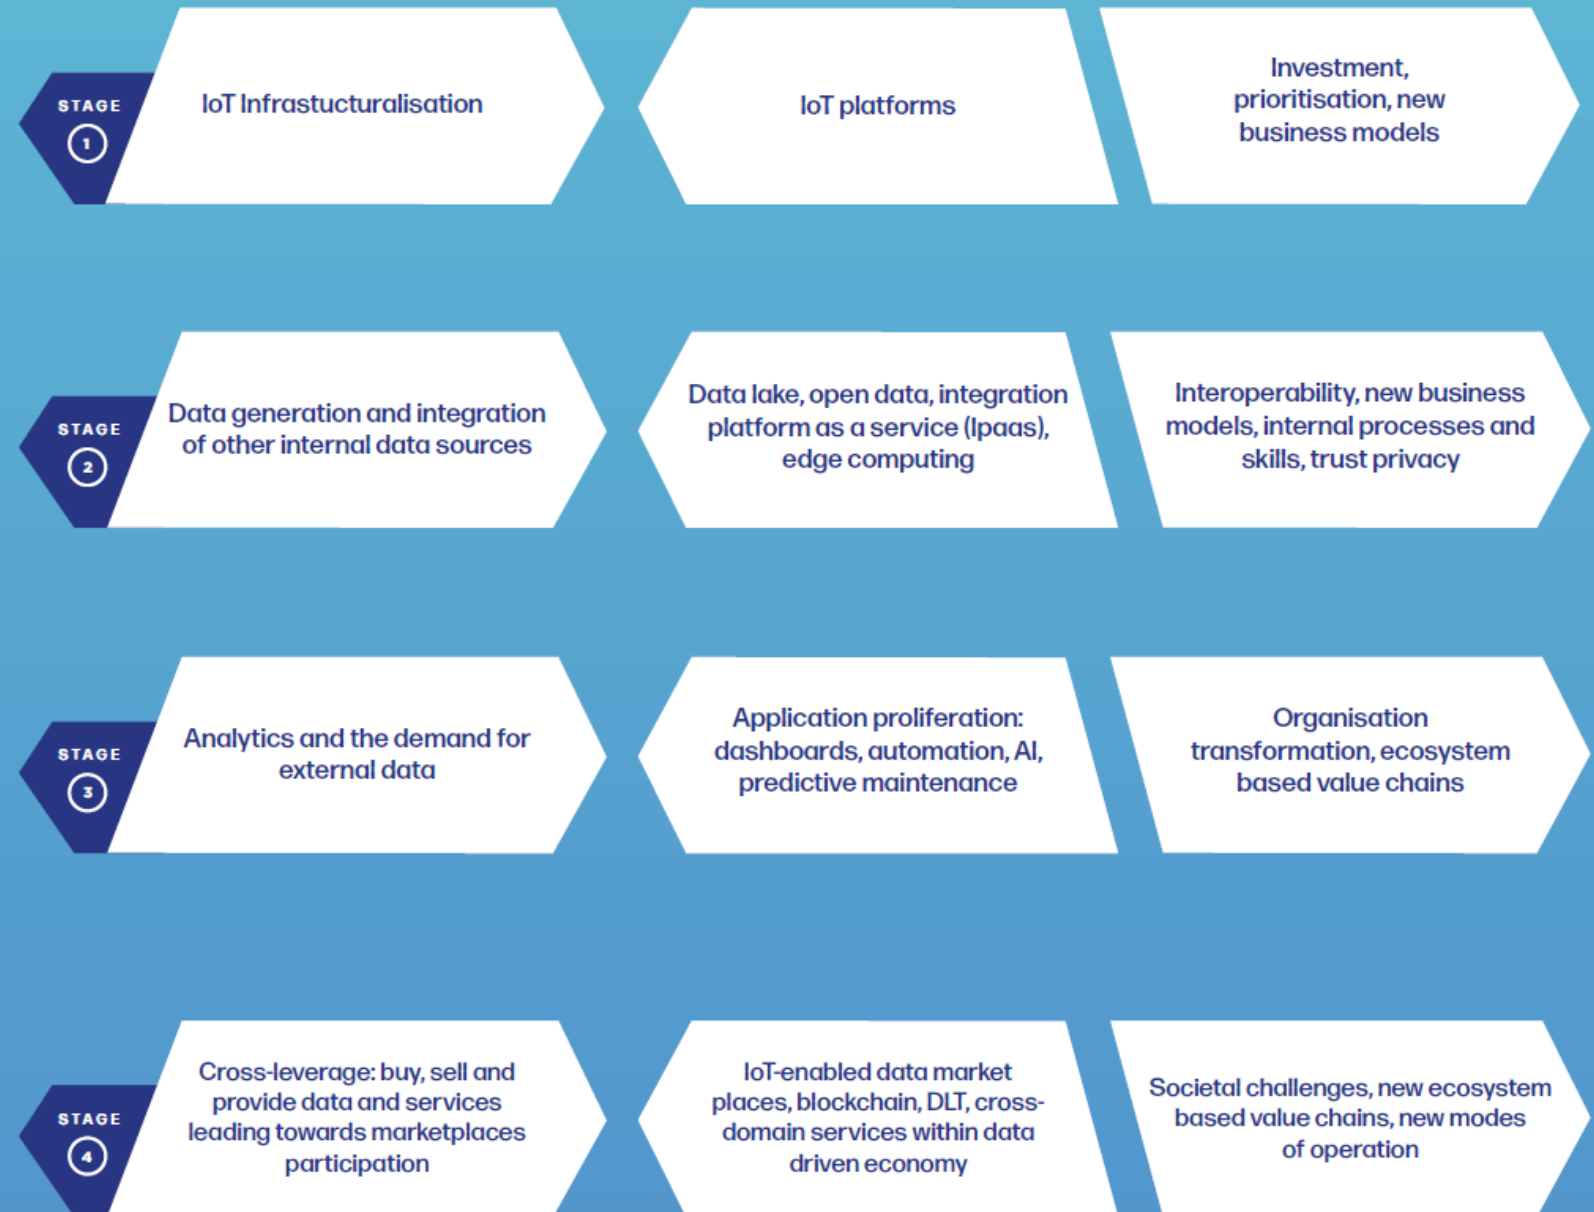 STAGE
1
IoT Infrastucturalisation
IoT platforms
Investment,
prioritisation, new
business models
STAGE
2
Data generation and integration
of other internal data sources
Data lake, open data, integration
platform as a service (Ipaas),
edge computing
Interoperability, new business
models, internal processes and
skills, trust privacy
STAGE
3
Analytics and the demand for
external data
Application proliferation:
dashboards, automation, AI,
predictive maintenance
Organisation
transformation, ecosystem
based value chains
STAGE
4
Cross-leverage: buy, sell and
provide data and services
leading towards marketplaces
participation
IoT-enabled data market
places, blockchain, DLT, cross-
domain services within data
driven economy
Societal challenges, new ecosystem
based value chains, new modes
of operation